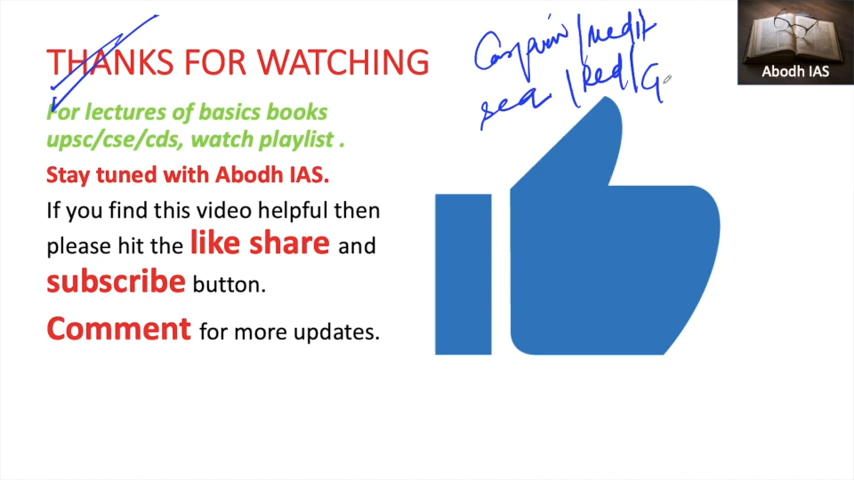 THANKS FOR WATCHING
For lectures of basics books
upsc/cse/cds, watch playlist .
Stay tuned with Abodh IAS.
If you find this video helpful then
please hit the like share and
subscribe button.
Comment for more updates.
Caspian / Medit
sea / Red / G
Abodh IAS